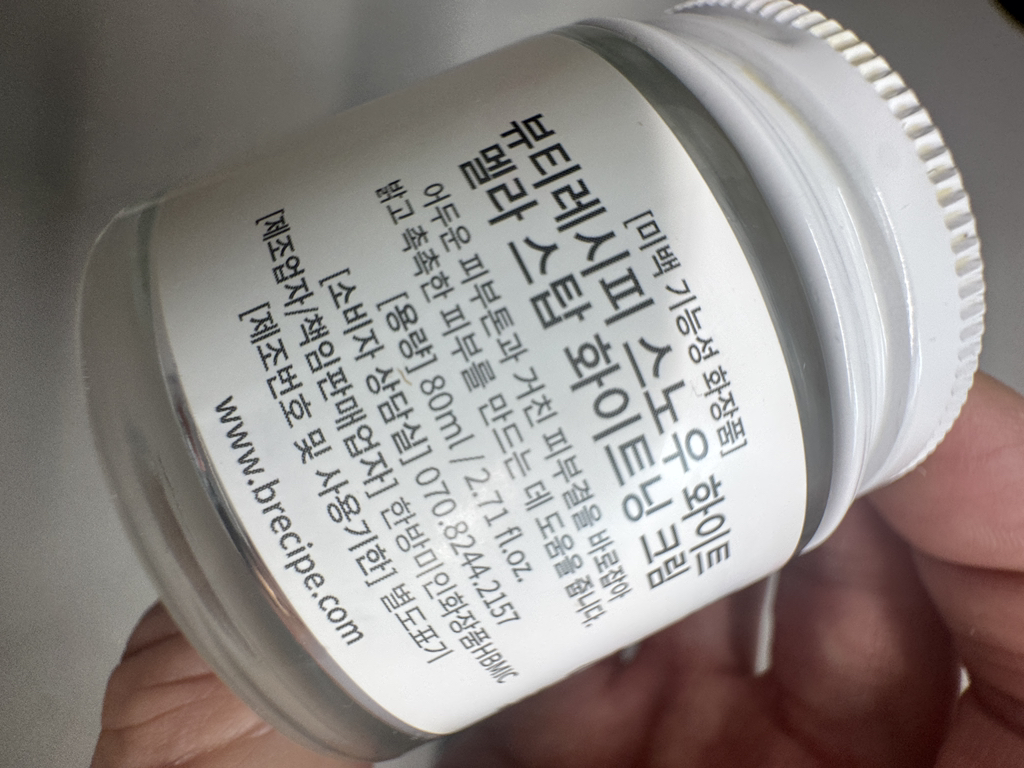 [미백 기능성 화장품]
뷰티레시피 스노우 화이트
멜라 스탑 화이트닝 크림
어두운 피부톤과 거친 피부결을 바로잡아
밝고 촉촉한 피부를 만드는 데 도움을 줍니다.
[용량] 80ml / 2.71 fl.oz.
[소비자 상담실] 070.8244.2157
[제조업자/책임판매업자] 한방미인화장품HBMIC
[제조번호 및 사용기한] 별도표기
www.brecipe.com